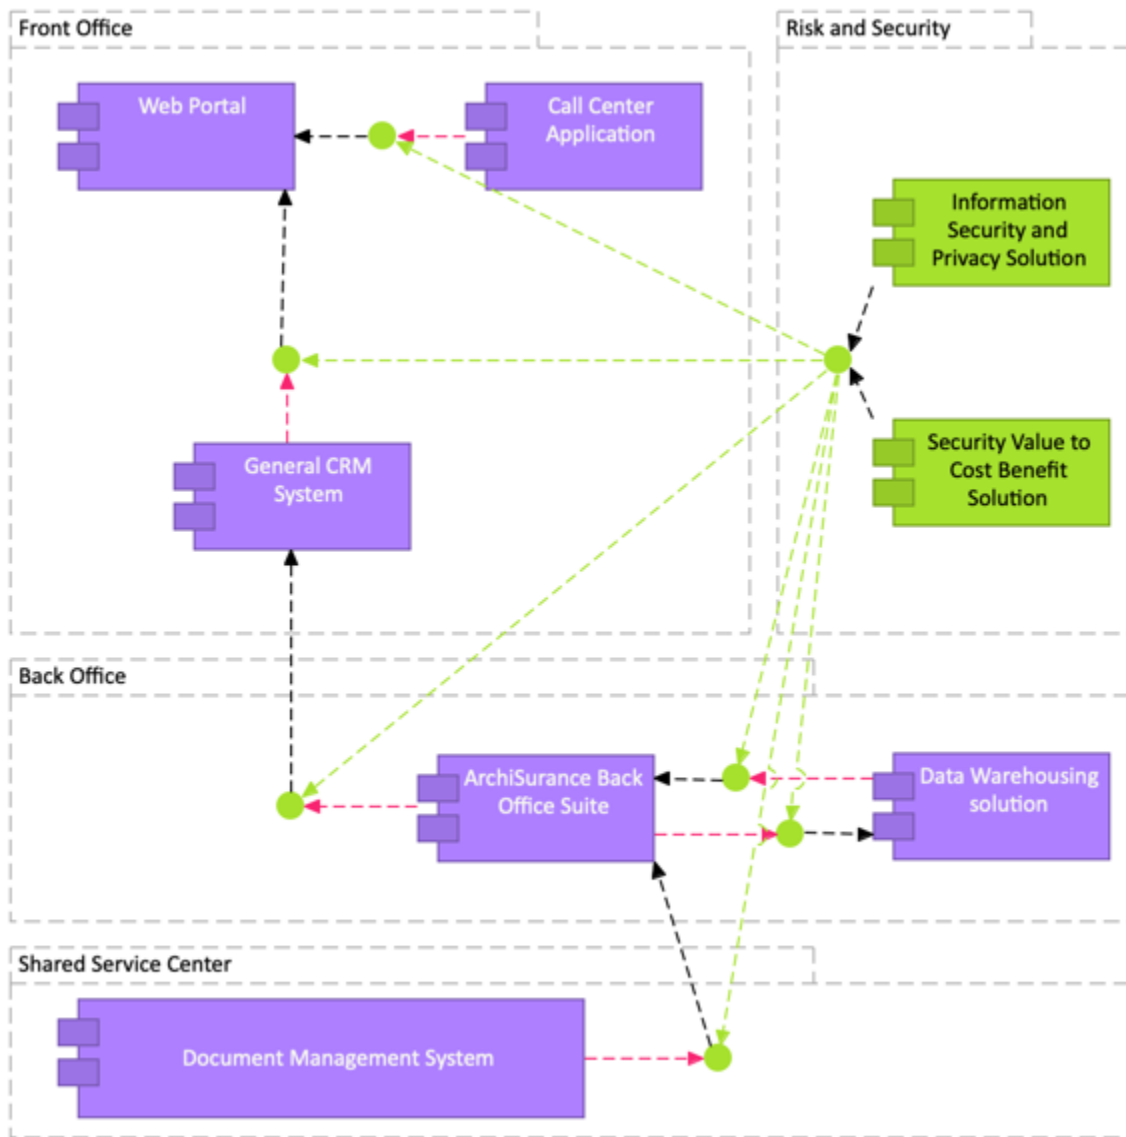 Front Office
Risk and Security
Web Portal
Call Center
Application
Information
Security and
Privacy Solution
General CRM
System
Security Value to
Cost Benefit
Solution
Back Office
ArchiSurance Back
Office Suite
Data Warehousing
solution
Shared Service Center
Document Management System